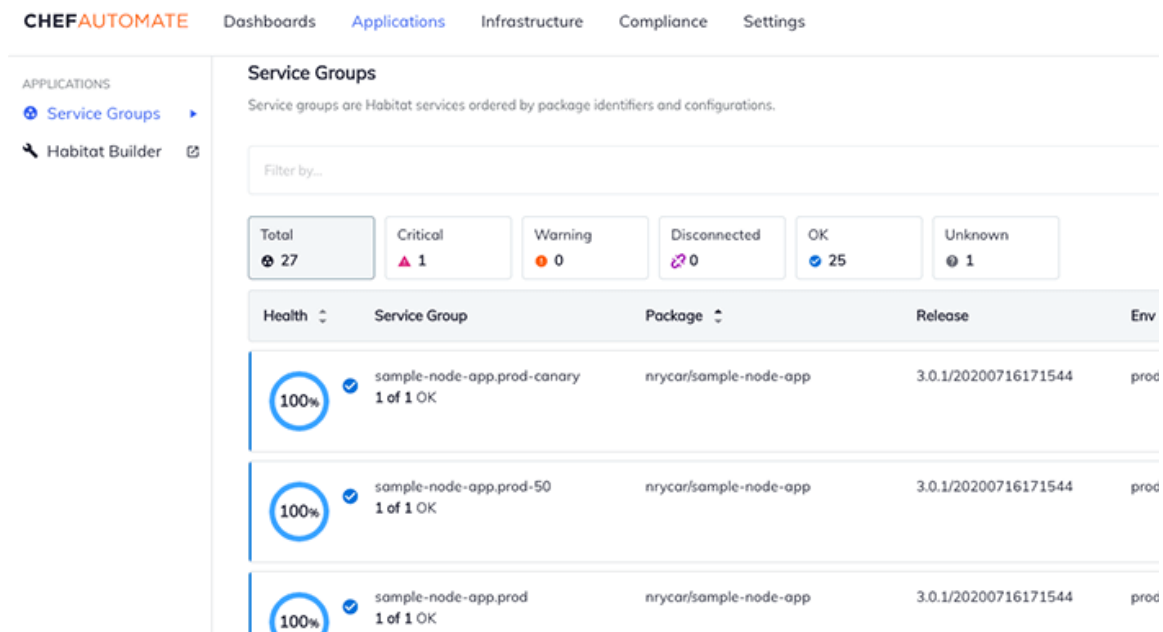 CHEFAUTOMATE Dashboards Applications Infrastructure Compliance Settings
APPLICATIONS
Service Groups
Habitat Builder
Service Groups
Service groups are Habitat services ordered by package identifiers and configurations.
Filter by...
Total Critical Warning Disconnected OK Unknown
27 1 0 0 25 1
Health Service Group Package Release Env
100% sample-node-app.prod-canary nrycar/sample-node-app 3.0.1/20200716171544 prod
1 of 1 OK
100% sample-node-app.prod-50 nrycar/sample-node-app 3.0.1/20200716171544 prod
1 of 1 OK
100% sample-node-app.prod nrycar/sample-node-app 3.0.1/20200716171544 prod
1 of 1 OK